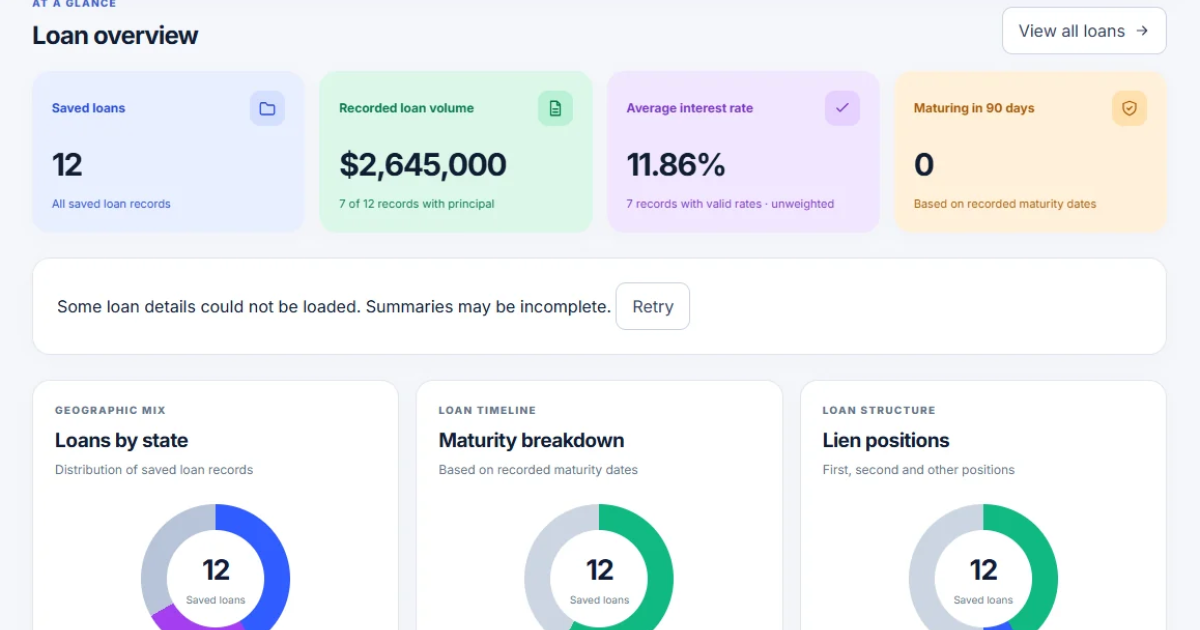 AT A GLANCE
Loan overview
View all loans →
Saved loans
12
All saved loan records
Recorded loan volume
$2,645,000
7 of 12 records with principal
Average interest rate
11.86%
7 records with valid rates · unweighted
Maturing in 90 days
0
Based on recorded maturity dates
Some loan details could not be loaded. Summaries may be incomplete. Retry
GEOGRAPHIC MIX
Loans by state
Distribution of saved loan records
12
Saved loans
LOAN TIMELINE
Maturity breakdown
Based on recorded maturity dates
12
Saved loans
LOAN STRUCTURE
Lien positions
First, second and other positions
12
Saved loans